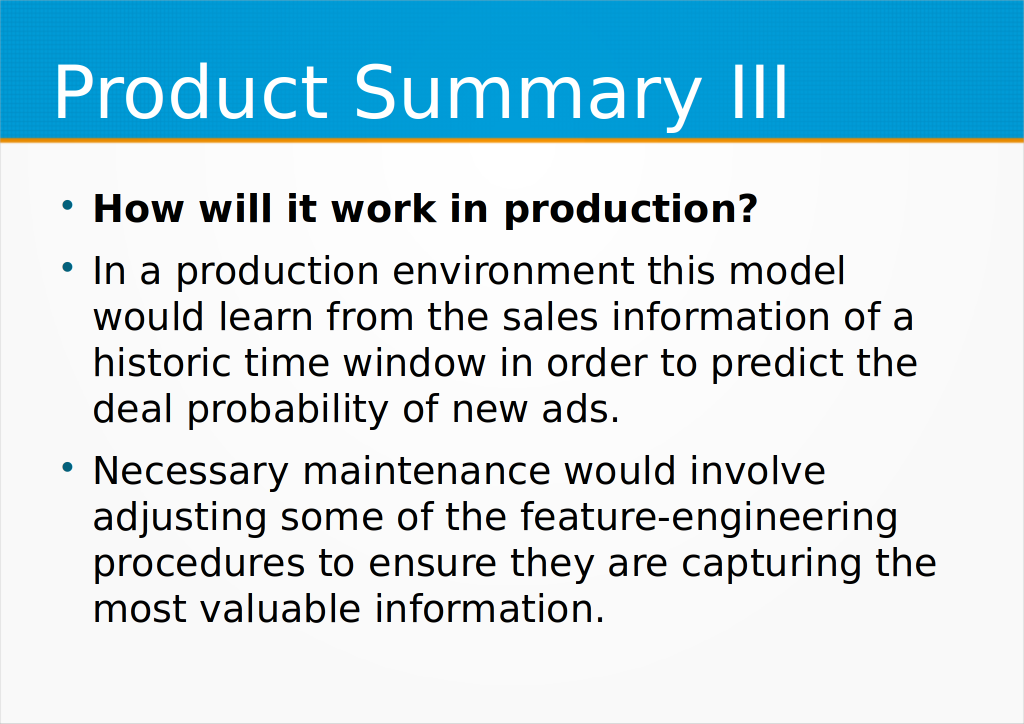 Product Summary III
• How will it work in production?
• In a production environment this model
would learn from the sales information of a
historic time window in order to predict the
deal probability of new ads.
• Necessary maintenance would involve
adjusting some of the feature-engineering
procedures to ensure they are capturing the
most valuable information.